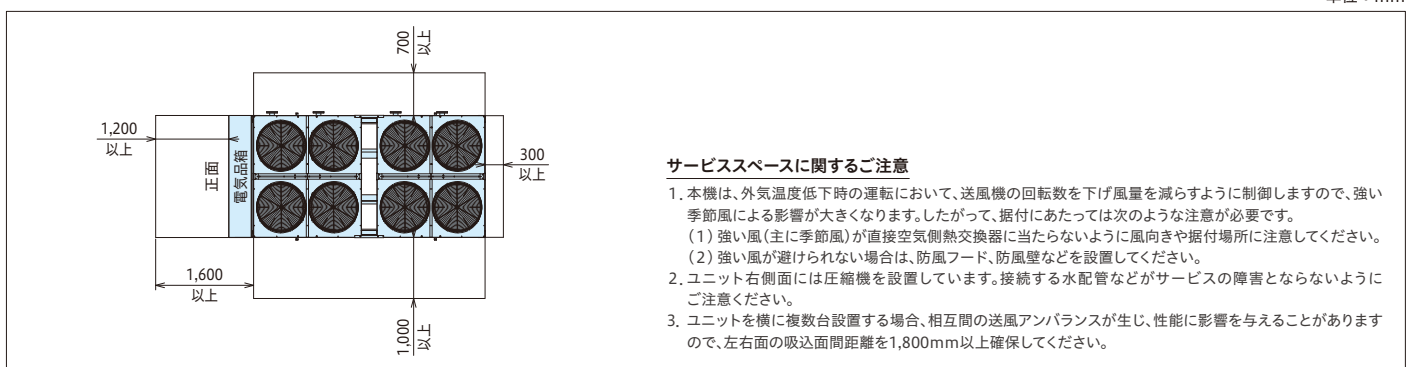 単位：mm
700
以上
1,200
以上
正面
電気品箱
300
以上
1,600
以上
1,000
以上
サービススペースに関するご注意
1. 本機は、外気温度低下時の運転において、送風機の回転数を下げ風量を減らすように制御しますので、強い
季節風による影響が大きくなります。したがって、据付にあたっては次のような注意が必要です。
（1）強い風（主に季節風）が直接空気側熱交換器に当たらないように風向きや据付場所に注意してください。
（2）強い風が避けられない場合は、防風フード、防風壁などを設置してください。
2. ユニット右側面には圧縮機を設置しています。接続する水配管などがサービスの障害とならないように
ご注意ください。
3. ユニットを横に複数台設置する場合、相互間の送風アンバランスが生じ、性能に影響を与えることがあります
ので、左右面の吸込面間距離を1,800mm以上確保してください。